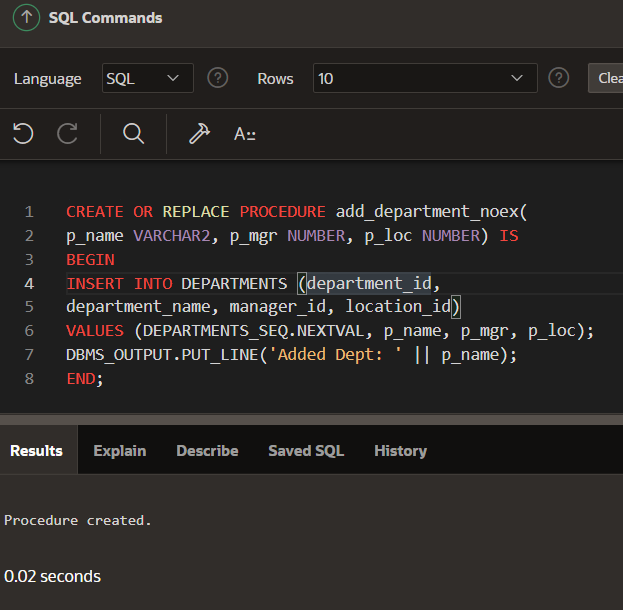 SQL Commands
Language SQL ? Rows 10 ? Clea
A::
1 CREATE OR REPLACE PROCEDURE add_department_noex(
2 p_name VARCHAR2, p_mgr NUMBER, p_loc NUMBER) IS
3 BEGIN
4 INSERT INTO DEPARTMENTS (department_id,
5 department_name, manager_id, location_id)
6 VALUES (DEPARTMENTS_SEQ.NEXTVAL, p_name, p_mgr, p_loc);
7 DBMS_OUTPUT.PUT_LINE('Added Dept: ' || p_name);
8 END;
Results Explain Describe Saved SQL History
Procedure created.
0.02 seconds